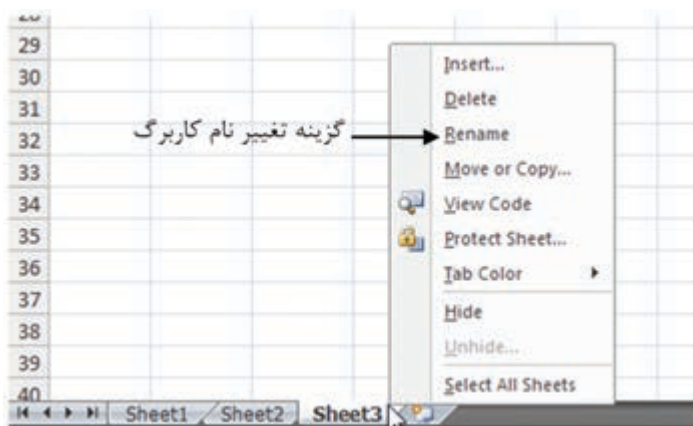 28
29
30
31
32
33
34
35
36
37
38
39
40
گزینه تغییر نام کاربرگ
Insert...
Delete
Rename
Move or Copy...
View Code
Protect Sheet...
Tab Color
Hide
Unhide...
Select All Sheets
Sheet1 Sheet2 Sheet3